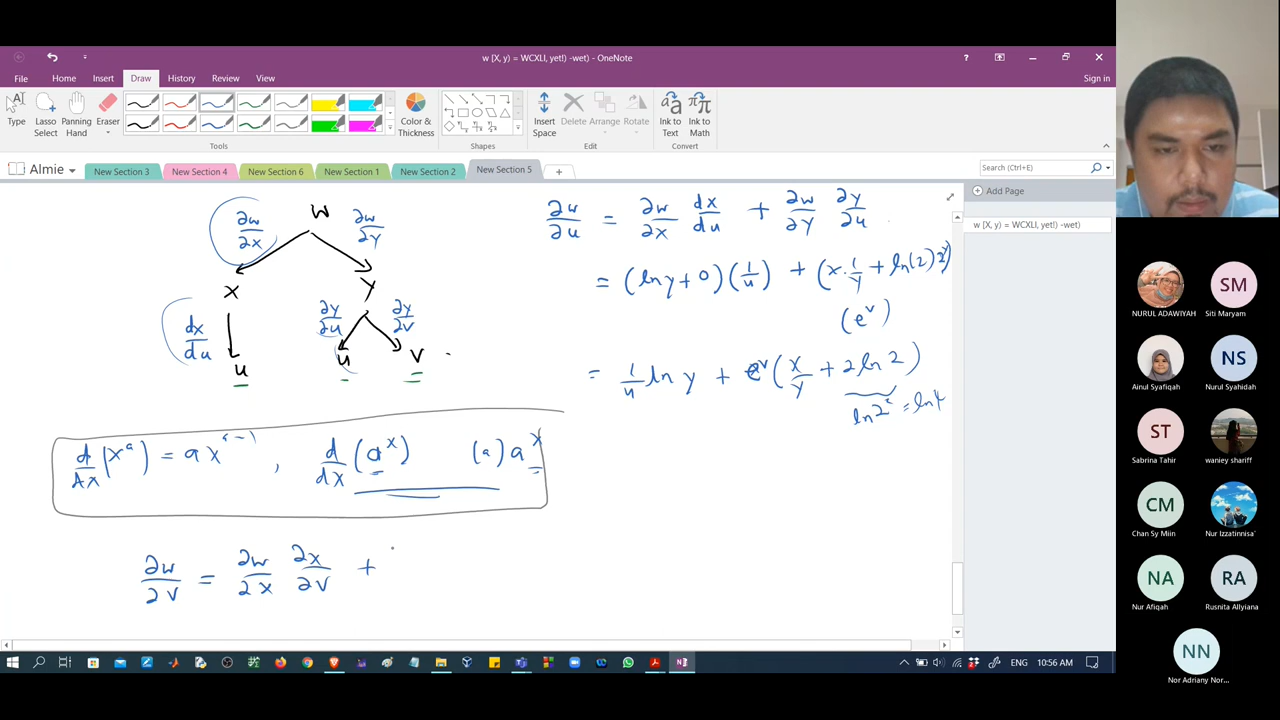 w [X, y) = WCXLI, yet!) -wet) - OneNote
File Home Insert Draw History Review View
Sign in
Type
Lasso Select
Panning Hand
Eraser
Color & Thickness
Insert Space
Delete Arrange Rotate
Ink to Text
Ink to Math
Tools Shapes Edit Convert
Almie New Section 3 New Section 4 New Section 6 New Section 1 New Section 2 New Section 5 +
Search (Ctrl+E)
Add Page
w [X, y) = WCXLI, yet!) -wet)
W
∂w/∂x ∂w/∂y
x y
dx/du ∂y/∂u ∂y/∂v
u u v
∂w/∂u = ∂w/∂x dx/du + ∂w/∂y ∂y/∂u
= (ln y + 0) (1/u) + (x · 1/y + ln(2) 2^y)
(e^v)
= 1/u ln y + e^v (x/y + 2 ln 2)
ln 2² = ln 4
d/dx (x^a) = a x , d/dx (a^x) (a) a^x
∂w/∂v = ∂w/∂x ∂x/∂v +
NURUL ADAWIYAH
SM
Siti Maryam
Ainul Syafiqah
NS
Nurul Syahidah
ST
Sabrina Tahir
waniey shariff
CM
Chan Sy Miin
Nur Izzatinnisa'
NA
Nur Afiqah
RA
Rusnita Allyiana
NN
Nor Adriany Nor...
ENG 10:56 AM